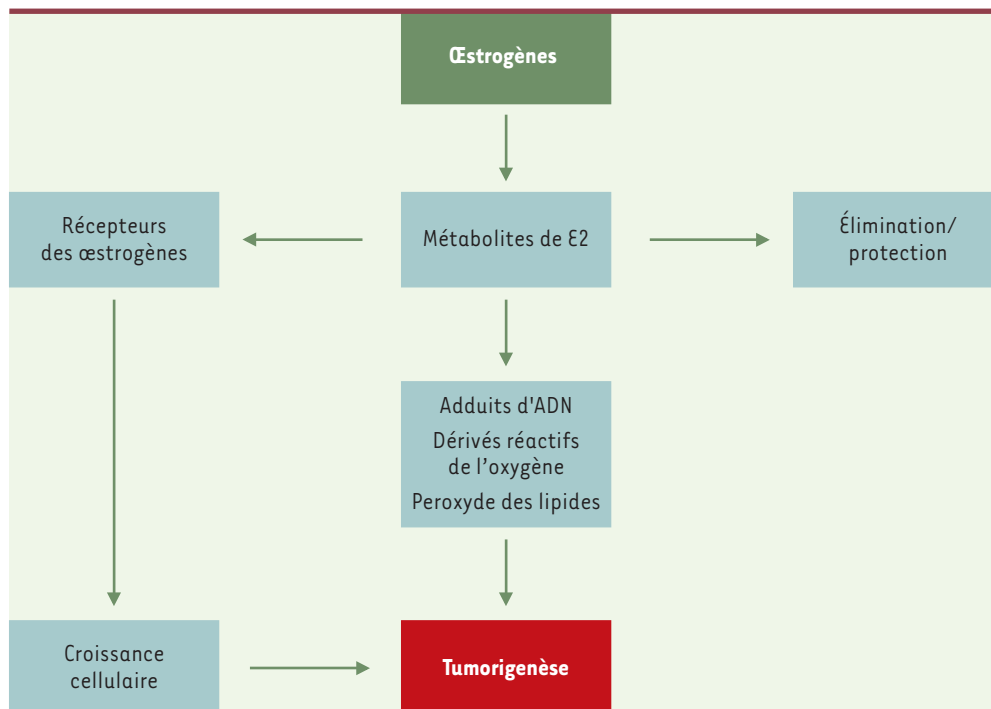 Œstrogènes
Récepteurs
des œstrogènes
Métabolites de E2
Élimination/
protection
Adduits d'ADN
Dérivés réactifs
de l’oxygène
Peroxyde des lipides
Croissance
cellulaire
Tumorigenèse